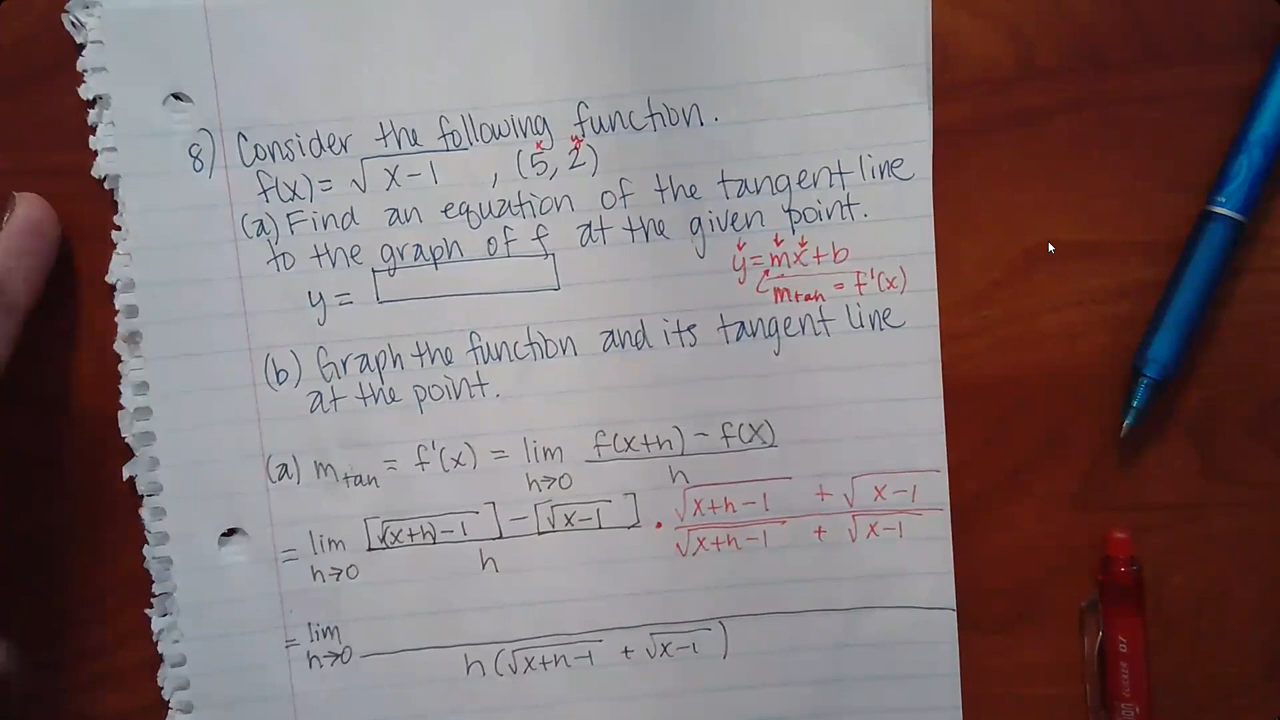 8) Consider the following function.
f(x) = √x-1 , (5, 2)
x y
(a) Find an equation of the tangent line
to the graph of f at the given point.
y =
y = mx + b
m tan = f'(x)
(b) Graph the function and its tangent line
at the point.
(a) m tan = f'(x) = lim h→0 f(x+h) - f(x) / h
= lim h→0 [√(x+h)-1] - [√x-1] / h · √x+h-1 + √x-1 / √x+h-1 + √x-1
= lim h→0 h(√x+h-1 + √x-1)